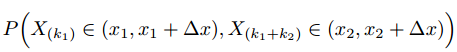 P(X_{(k_1)} ∈ (x_1, x_1 + Δx), X_{(k_1+k_2)} ∈ (x_2, x_2 + Δx))